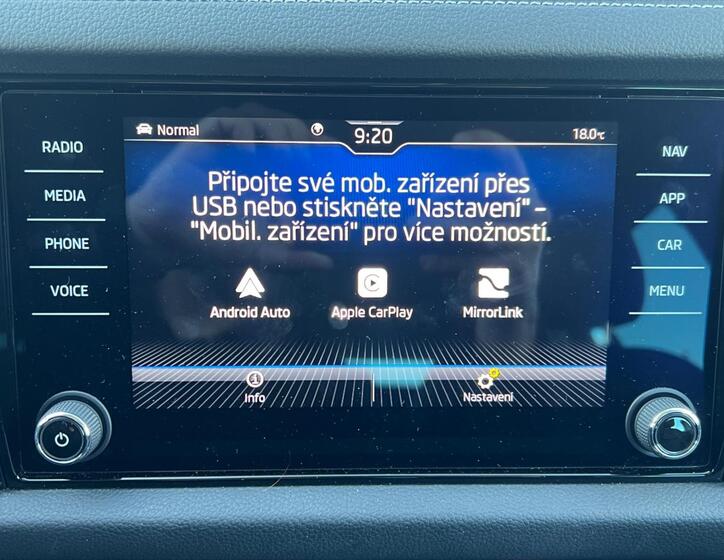 Normal
9:20
18.0°C
RADIO
MEDIA
PHONE
VOICE
NAV
APP
CAR
MENU
Připojte své mob. zařízení přes
USB nebo stiskněte "Nastavení" –
"Mobil. zařízení" pro více možností.
Android Auto
Apple CarPlay
MirrorLink
Info
Nastavení